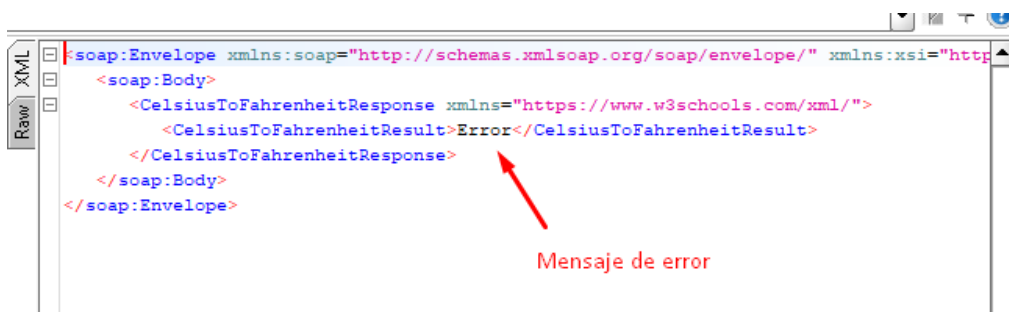 XML
Raw
<soap:Envelope xmlns:soap="http://schemas.xmlsoap.org/soap/envelope/" xmlns:xsi="http
<soap:Body>
<CelsiusToFahrenheitResponse xmlns="https://www.w3schools.com/xml/">
<CelsiusToFahrenheitResult>Error</CelsiusToFahrenheitResult>
</CelsiusToFahrenheitResponse>
</soap:Body>
</soap:Envelope>
Mensaje de error